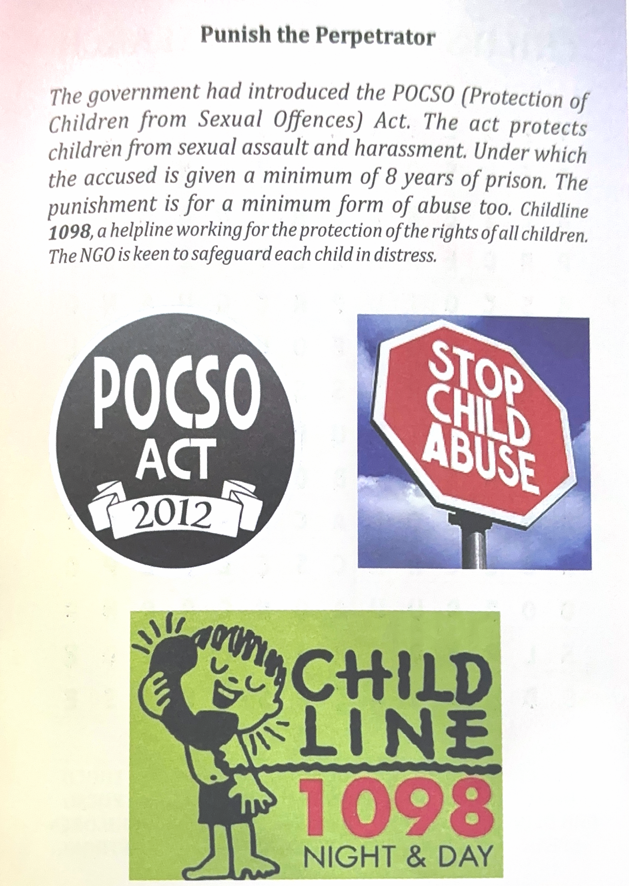 Punish the Perpetrator
The government had introduced the POCSO (Protection of
Children from Sexual Offences) Act. The act protects
children from sexual assault and harassment. Under which
the accused is given a minimum of 8 years of prison. The
punishment is for a minimum form of abuse too. Childline
1098, a helpline working for the protection of the rights of all children.
The NGO is keen to safeguard each child in distress.
POCSO
ACT
2012
STOP
CHILD
ABUSE
CHILD
LINE
1098
NIGHT & DAY